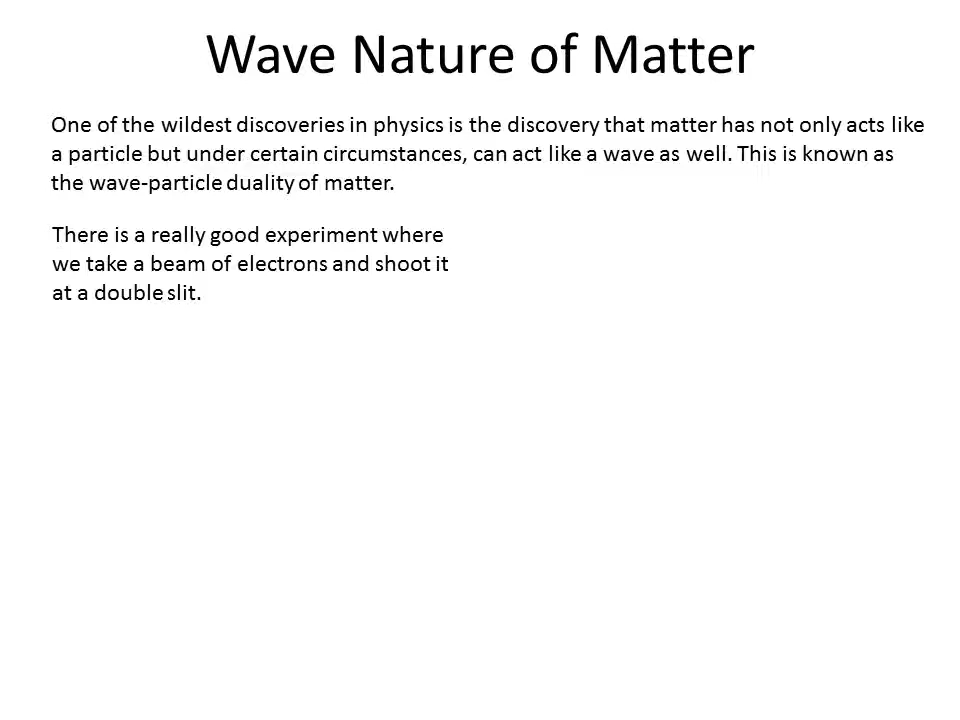 Wave Nature of Matter
One of the wildest discoveries in physics is the discovery that matter has not only acts like
a particle but under certain circumstances, can act like a wave as well. This is known as
the wave-particle duality of matter.
There is a really good experiment where
we take a beam of electrons and shoot it
at a double slit.